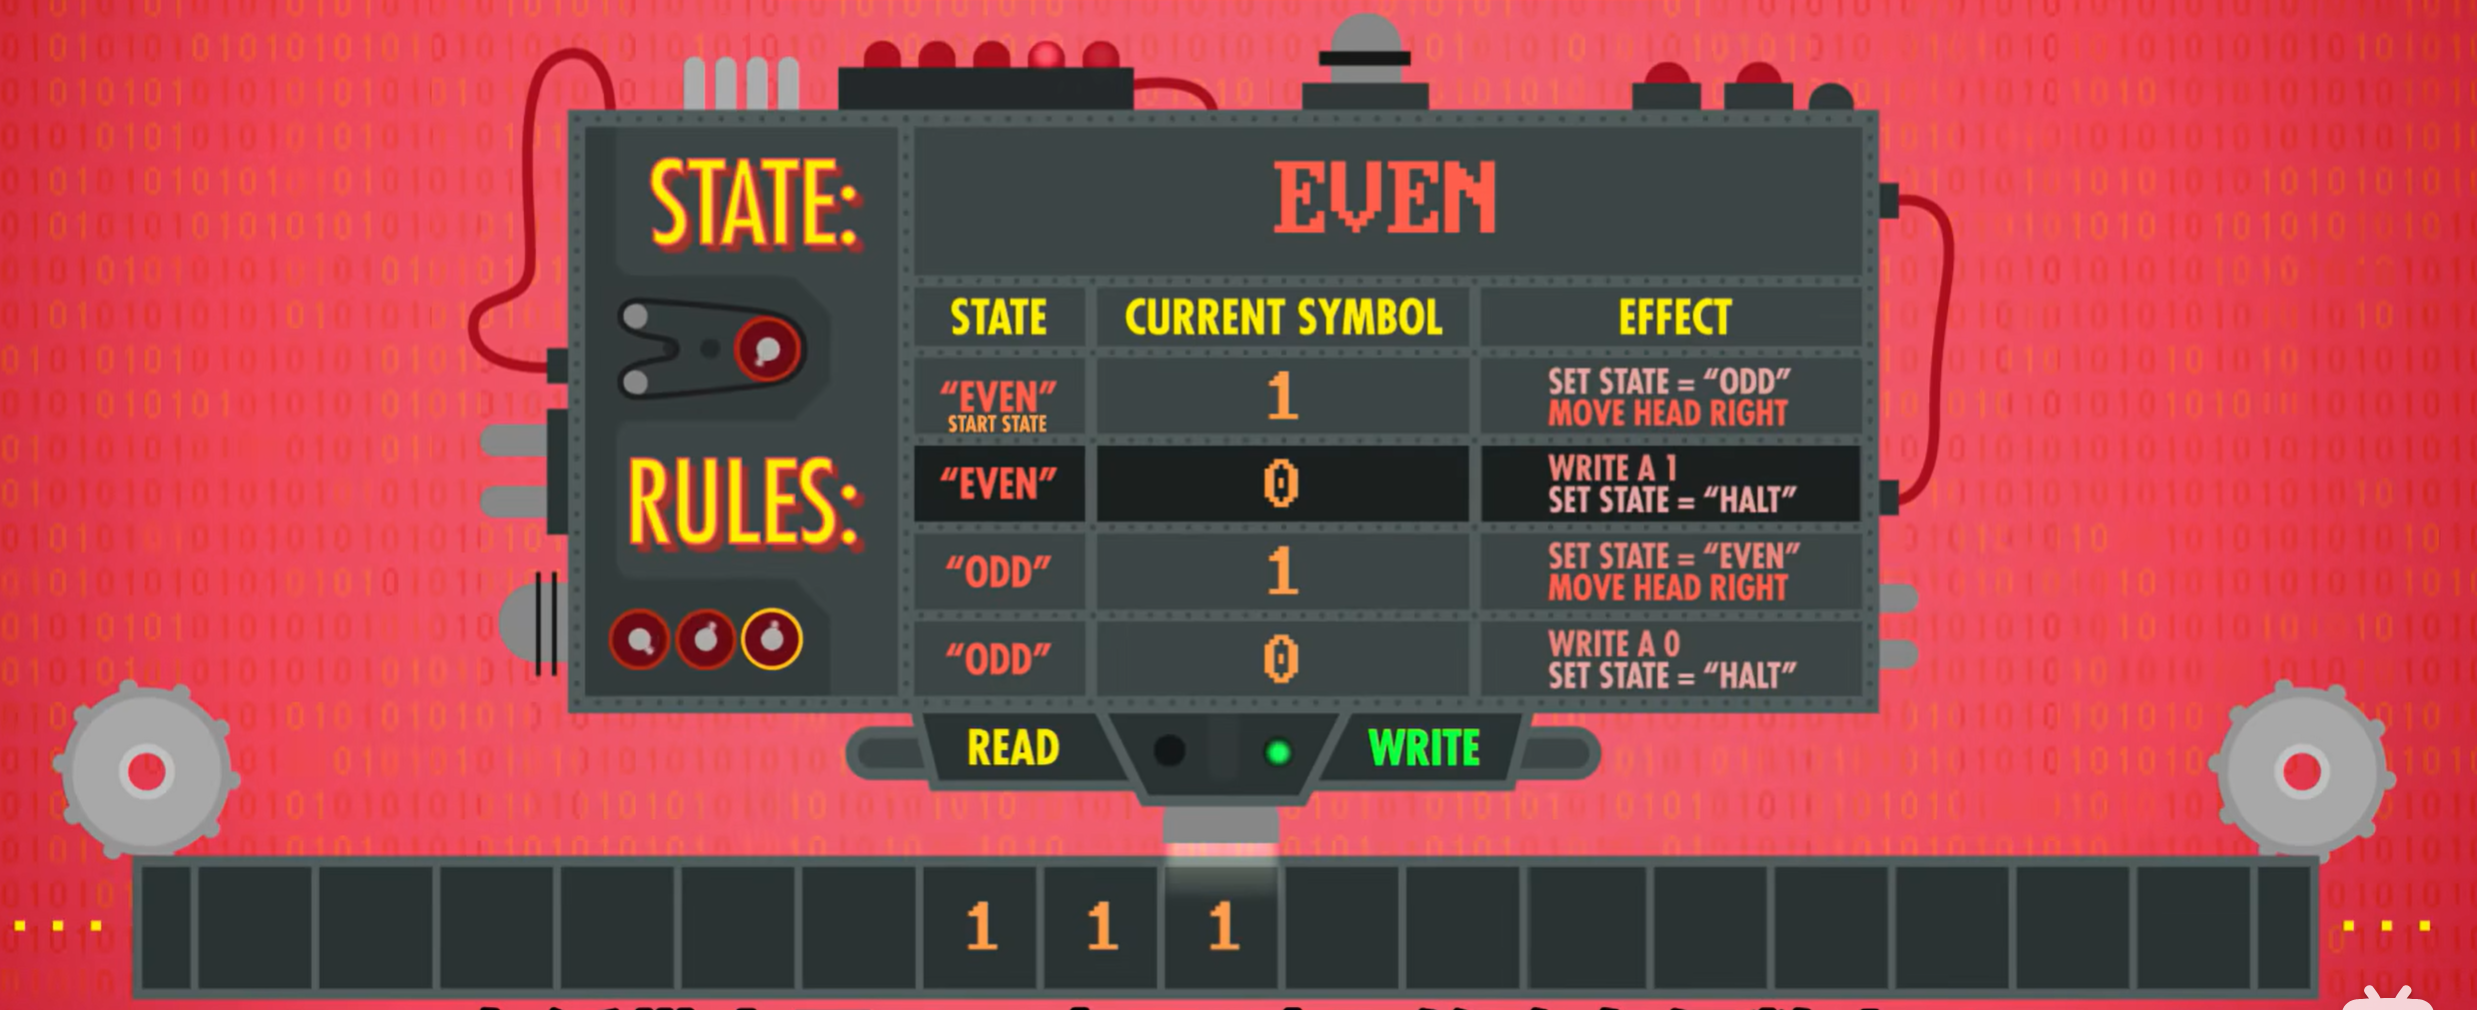 STATE:
EVEN
STATE CURRENT SYMBOL EFFECT
“EVEN”
START STATE
1
SET STATE = “ODD”
MOVE HEAD RIGHT
“EVEN”
0
WRITE A 1
SET STATE = “HALT”
RULES:
“ODD”
1
SET STATE = “EVEN”
MOVE HEAD RIGHT
“ODD”
0
WRITE A 0
SET STATE = “HALT”
READ WRITE
... 1 1 1 ...